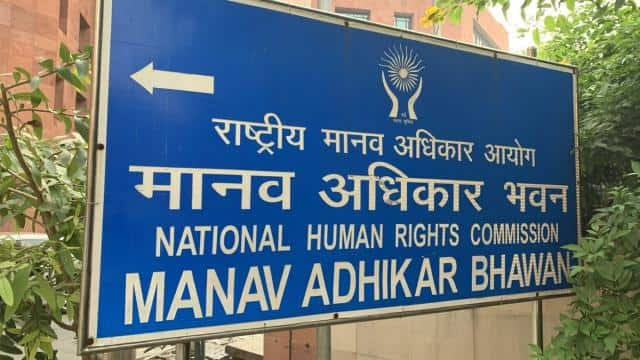 राष्ट्रीय मानव अधिकार आयोग
मानव अधिकार भवन
NATIONAL HUMAN RIGHTS COMMISSION
MANAV ADHIKAR BHAWAN